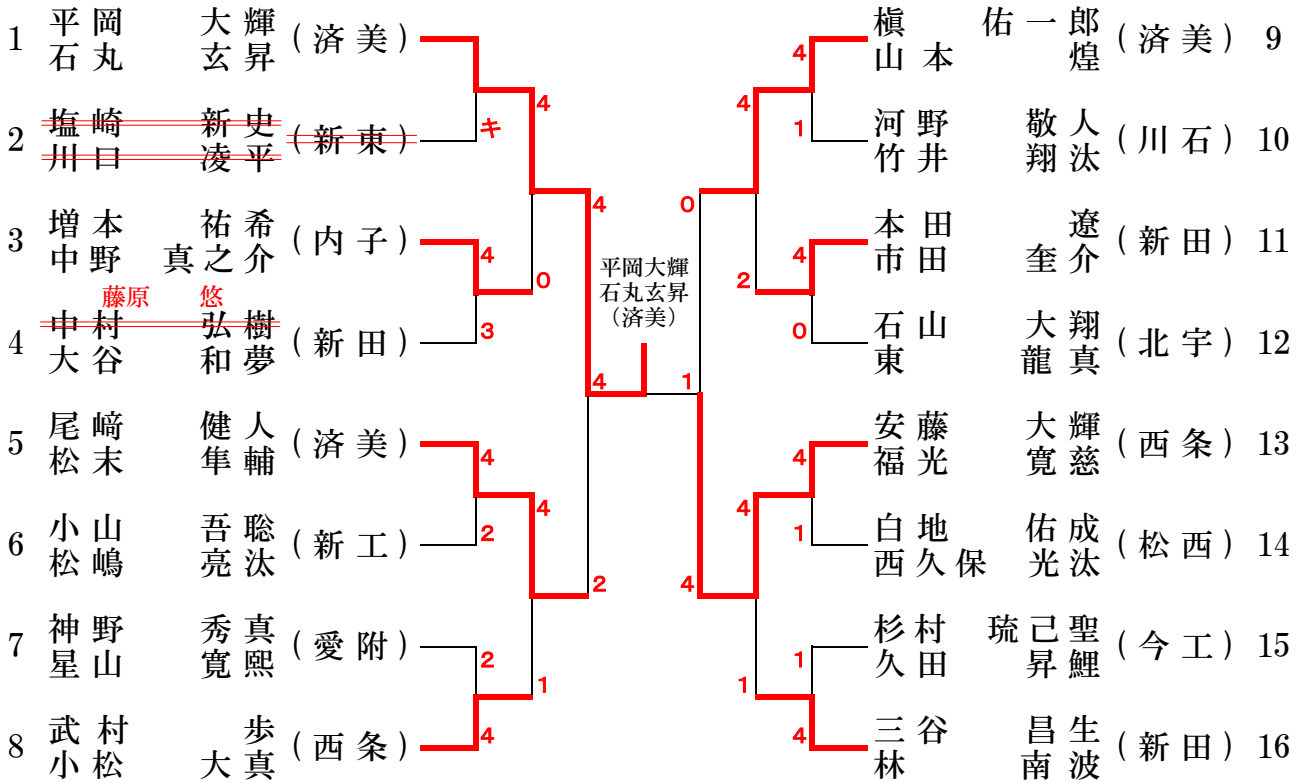 1 平岡 大輝
石丸 玄昇 (済美)
2 塩崎 新史
川口 凌平 (新東)
3 増本 祐希
中野 真之介 (内子)
藤原 悠
4 中村 弘樹
大谷 和夢 (新田)
5 尾﨑 健人
松末 隼輔 (済美)
6 小山 吾聡
松嶋 亮汰 (新工)
7 神野 秀真
星山 寛熙 (愛附)
8 武村 歩
小松 大真 (西条)
4
キ
4
4
0
3
4
4
4
2
2
2
1
4
平岡大輝
石丸玄昇
(済美)
4
4
1
0
4
2
0
1
4
4
1
4
1
1
4
槇 佑一郎
山本 煌 (済美) 9
河野 敬人
竹井 翔汰 (川石) 10
本田 遼
市田 奎介 (新田) 11
石山 大翔
東 龍真 (北宇) 12
安藤 大輝
福光 寛慈 (西条) 13
白地 佑成
西久保 光汰 (松西) 14
杉村 琉己聖
久田 昇鯉 (今工) 15
三谷 昌生
林 南波 (新田) 16